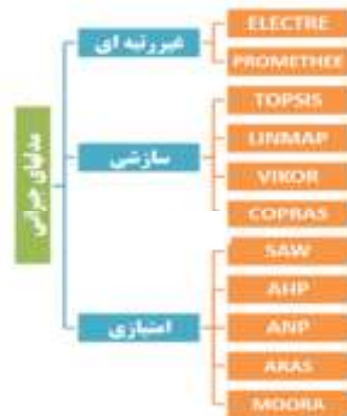 مدلهای جبرانی
غیررتبه ای
ELECTRE
PROMETHEE
سازشی
TOPSIS
LINMAP
VIKOR
COPRAS
امتیازی
SAW
AHP
ANP
ARAS
MOORA